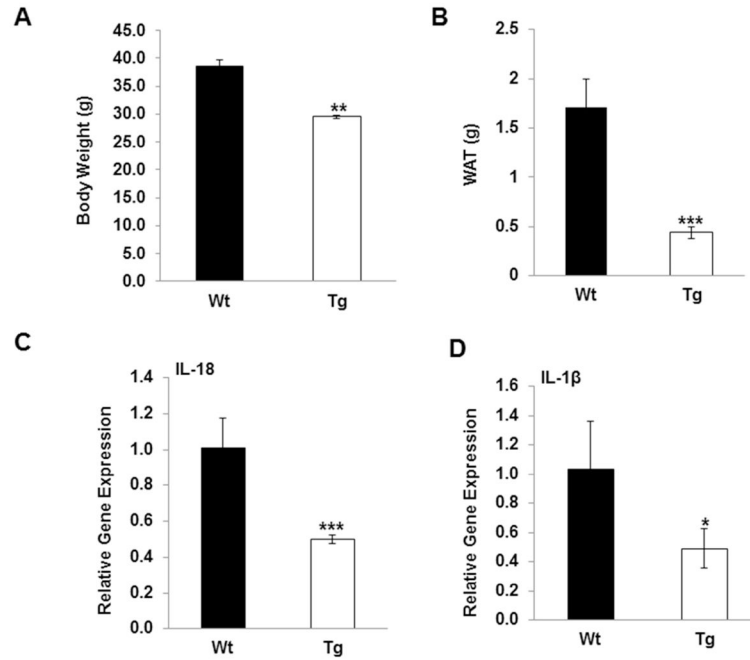 A
Body Weight (g)
45.0
40.0
35.0
30.0
25.0
20.0
15.0
10.0
5.0
0.0
**
Wt
Tg
B
WAT (g)
2.5
2
1.5
1
0.5
0
***
Wt
Tg
C
IL-18
Relative Gene Expression
1.4
1.2
1.0
0.8
0.6
0.4
0.2
0.0
***
Wt
Tg
D
IL-1β
Relative Gene Expression
1.6
1.4
1.2
1.0
0.8
0.6
0.4
0.2
0.0
*
Wt
Tg